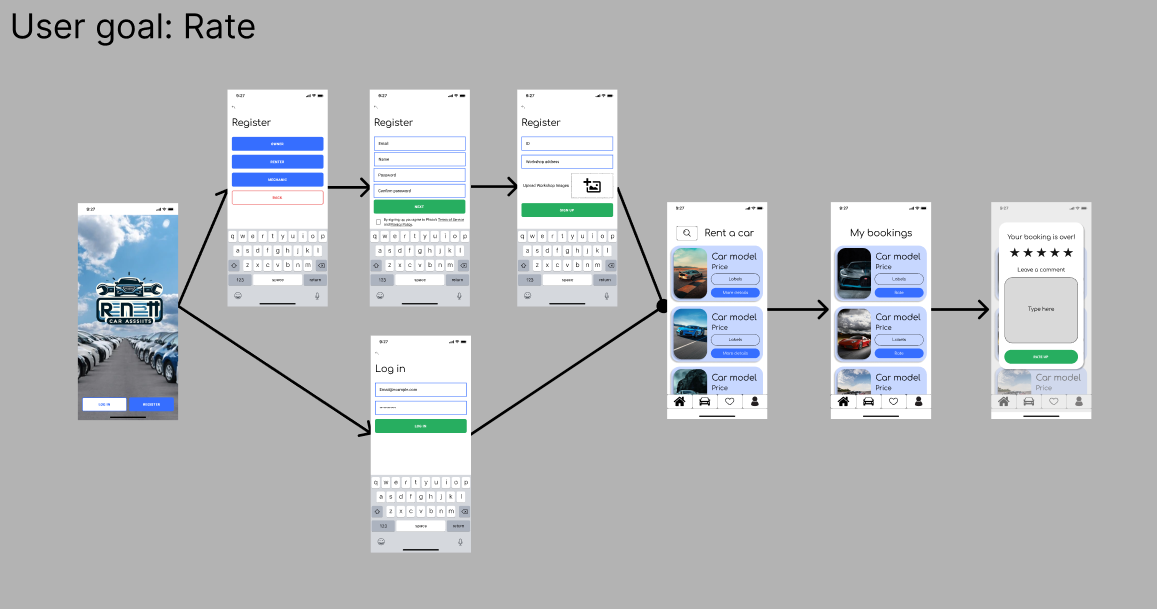 User goal: Rate
9:27
Register
OWNER
RENTER
MECHANIC
BACK
q w e r t y u i o p
a s d f g h j k l
z x c v b n m
123 space return
9:27
Register
Email
Name
Password
Confirm password
NEXT
By signing up, you agree to Photo's Terms of Service
and Privacy Policy.
q w e r t y u i o p
a s d f g h j k l
z x c v b n m
123 space return
9:27
Register
ID
Workshop address
Upload Workshop Images
SIGN UP
q w e r t y u i o p
a s d f g h j k l
z x c v b n m
123 space return
9:27
CAR ASSSIITS
LOG IN
REGISTER
9:27
Log in
Email@example.com
LOG IN
q w e r t y u i o p
a s d f g h j k l
z x c v b n m
123 space return
9:27
Rent a car
Car model
Price
Labels
More details
Car model
Price
Labels
More details
Car model
Price
9:27
My bookings
Car model
Price
Labels
Rate
Car model
Price
Labels
Rate
Car model
Price
9:27
Your booking is over!
Leave a comment
Type here
RATE UP
Car model
Price